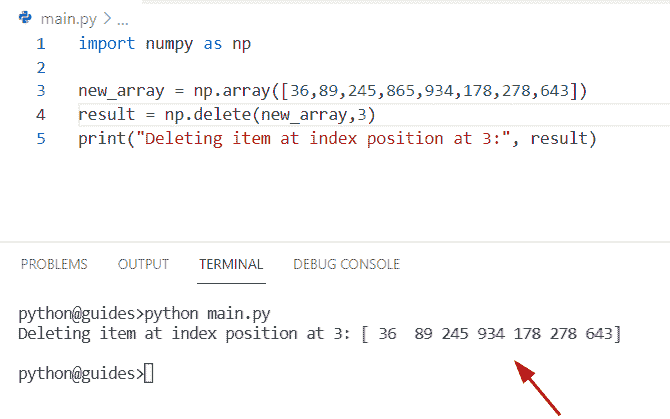 main.py > ...
1 import numpy as np
2
3 new_array = np.array([36,89,245,865,934,178,278,643])
4 result = np.delete(new_array,3)
5 print("Deleting item at index position at 3:", result)
PROBLEMS OUTPUT TERMINAL DEBUG CONSOLE
python@guides>python main.py
Deleting item at index position at 3: [ 36  89 245 934 178 278 643]
python@guides>